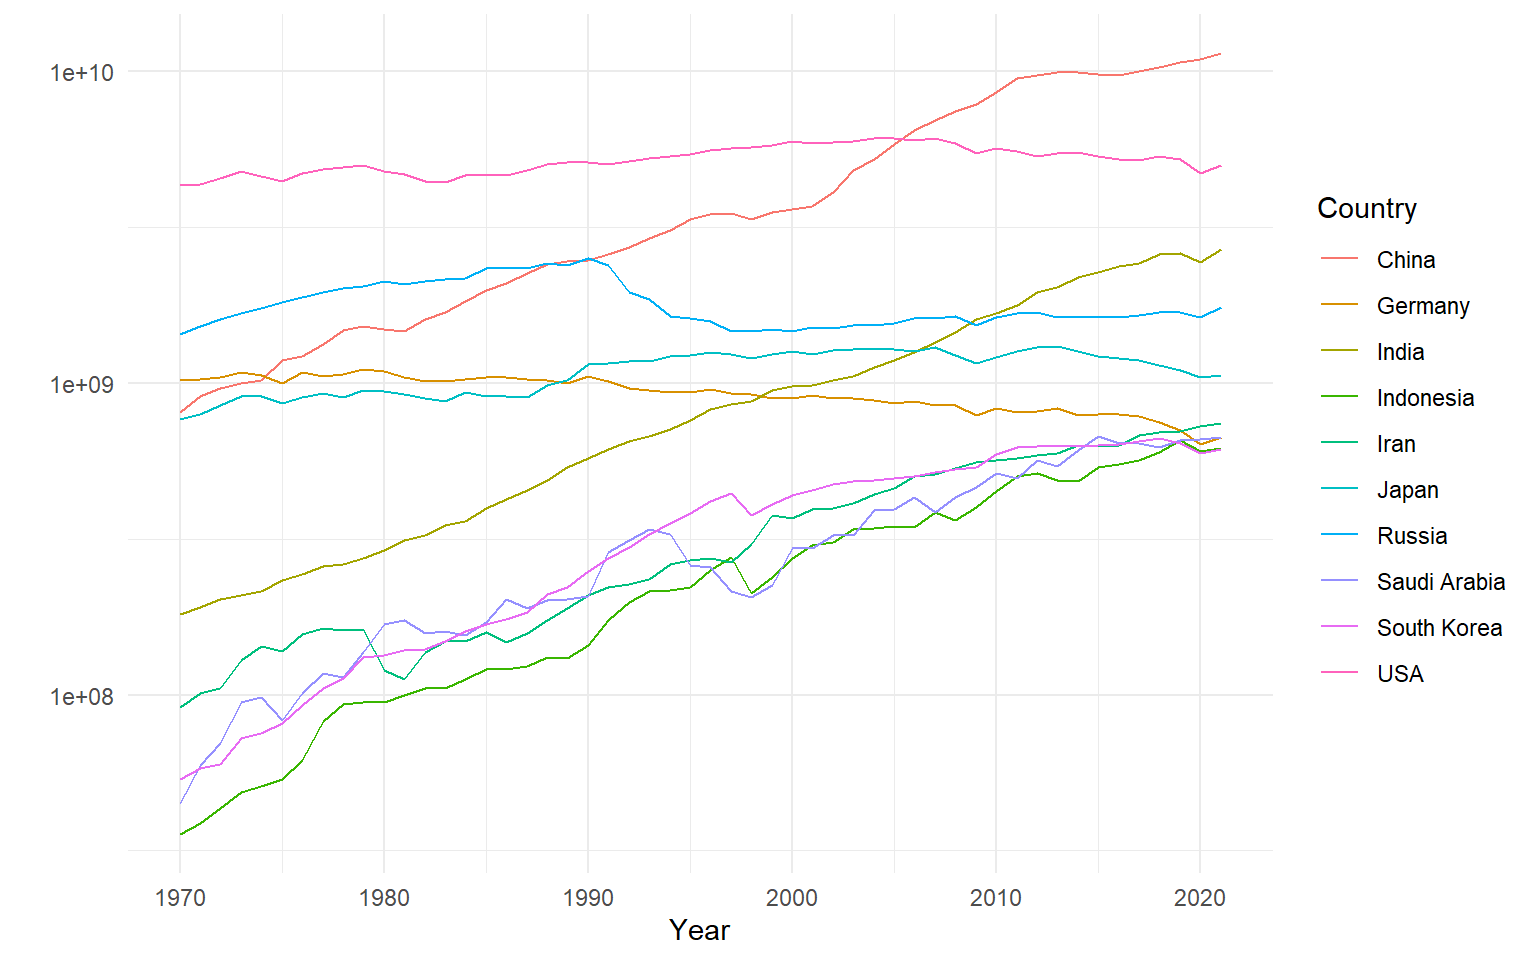 1e+10
1e+09
1e+08
1970 1980 1990 2000 2010 2020
Year
Country
China
Germany
India
Indonesia
Iran
Japan
Russia
Saudi Arabia
South Korea
USA